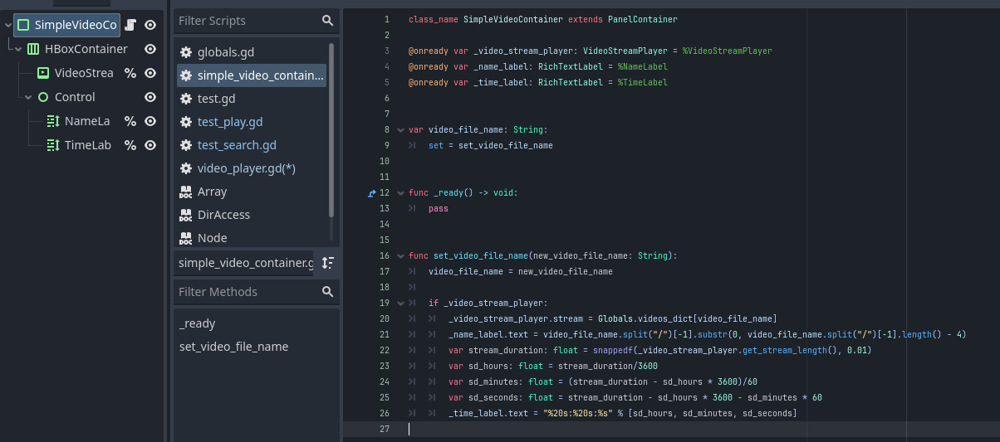 SimpleVideoCo
HBoxContainer
VideoStrea
Control
NameLa
TimeLab
Filter Scripts
globals.gd
simple_video_contain...
test.gd
test_play.gd
test_search.gd
video_player.gd(*)
Array
DirAccess
Node
simple_video_container.g
Filter Methods
_ready
set_video_file_name
1 class_name SimpleVideoContainer extends PanelContainer
2
3 @onready var _video_stream_player: VideoStreamPlayer = %VideoStreamPlayer
4 @onready var _name_label: RichTextLabel = %NameLabel
5 @onready var _time_label: RichTextLabel = %TimeLabel
6
7
8 var video_file_name: String:
9 set = set_video_file_name
10
11
12 func _ready() -> void:
13 pass
14
15
16 func set_video_file_name(new_video_file_name: String):
17 video_file_name = new_video_file_name
18
19 if _video_stream_player:
20 _video_stream_player.stream = Globals.videos_dict[video_file_name]
21 _name_label.text = video_file_name.split("/")[-1].substr(0, video_file_name.split("/")[-1].length() - 4)
22 var stream_duration: float = snappedf(_video_stream_player.get_stream_length(), 0.01)
23 var sd_hours: float = stream_duration/3600
24 var sd_minutes: float = (stream_duration - sd_hours * 3600)/60
25 var sd_seconds: float = stream_duration - sd_hours * 3600 - sd_minutes * 60
26 _time_label.text = "%20s:%20s:%s" % [sd_hours, sd_minutes, sd_seconds]
27